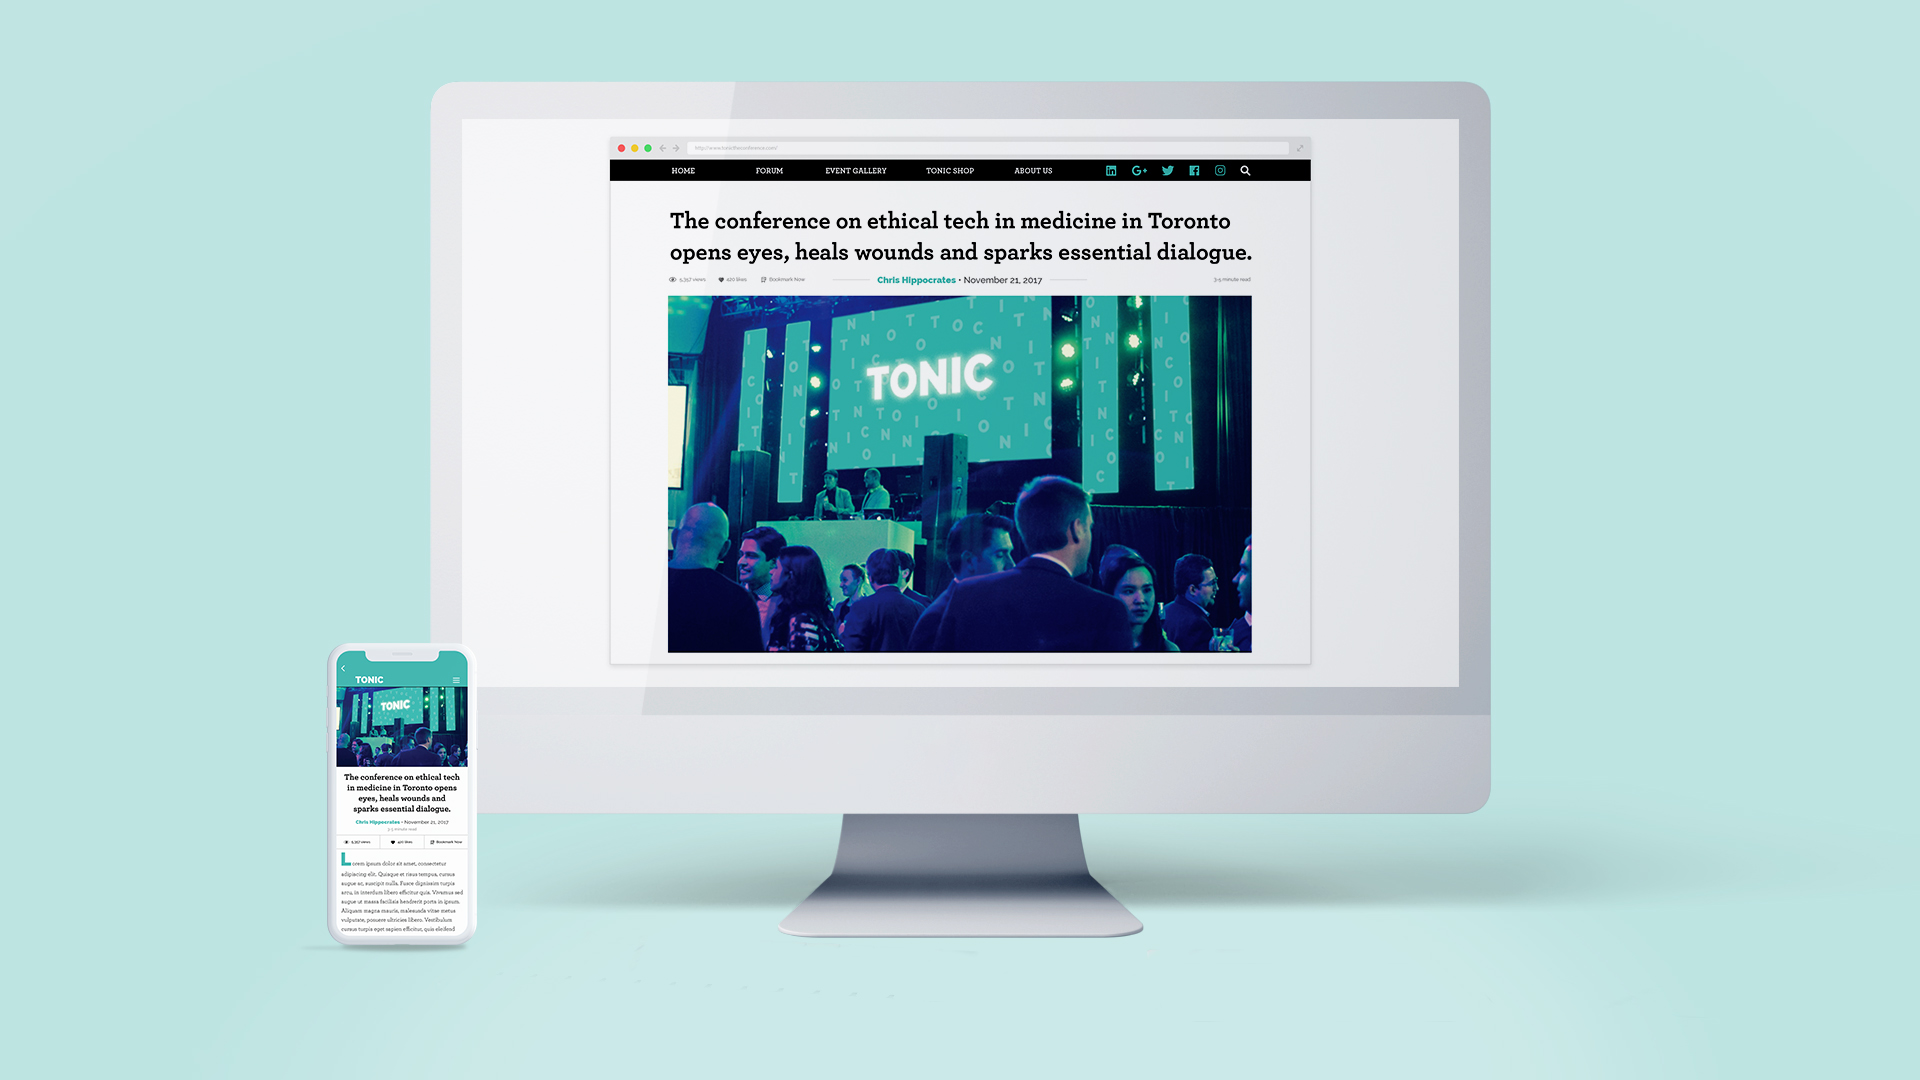 http://www.tonictheconference.com/
HOME FORUM EVENT GALLERY TONIC SHOP ABOUT US
The conference on ethical tech in medicine in Toronto
opens eyes, heals wounds and sparks essential dialogue.
5,357 views 420 likes Bookmark Now Chris Hippocrates • November 21, 2017 3-5 minute read
TONIC
TONIC
TONIC
The conference on ethical tech
in medicine in Toronto opens
eyes, heals wounds and
sparks essential dialogue.
Chris Hippocrates • November 21, 2017
3-5 minute read
5,357 views 420 likes Bookmark Now
Lorem ipsum dolor sit amet, consectetur
adipiscing elit. Quisque et risus tempus, cursus
augue ac, suscipit nulla. Fusce dignissim turpis
arcu, in interdum libero efficitur quis. Vivamus sed
augue ut massa facilisis hendrerit porta in ipsum.
Aliquam magna mauris, malesuada vitae metus
vulputate, posuere ultricies libero. Vestibulum
cursus turpis eget sapien efficitur, quis eleifend